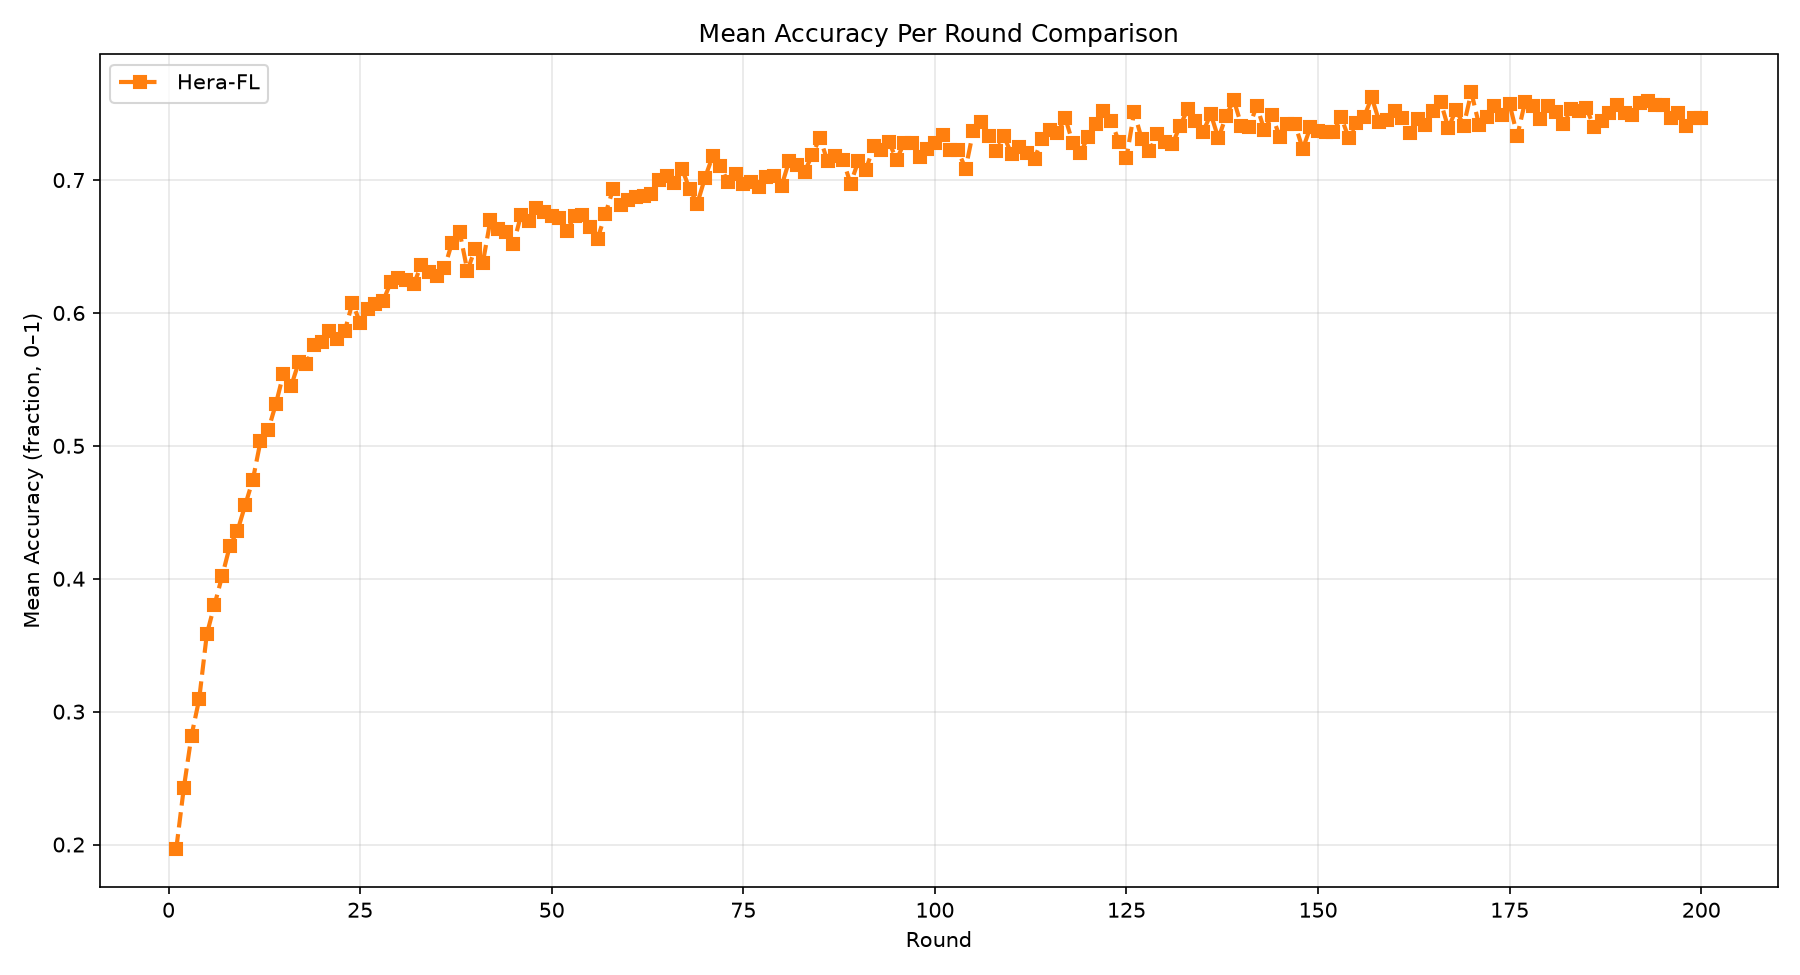 Mean Accuracy Per Round Comparison
Hera-FL
Mean Accuracy (fraction, 0–1)
0.7
0.6
0.5
0.4
0.3
0.2
0 25 50 75 100 125 150 175 200
Round